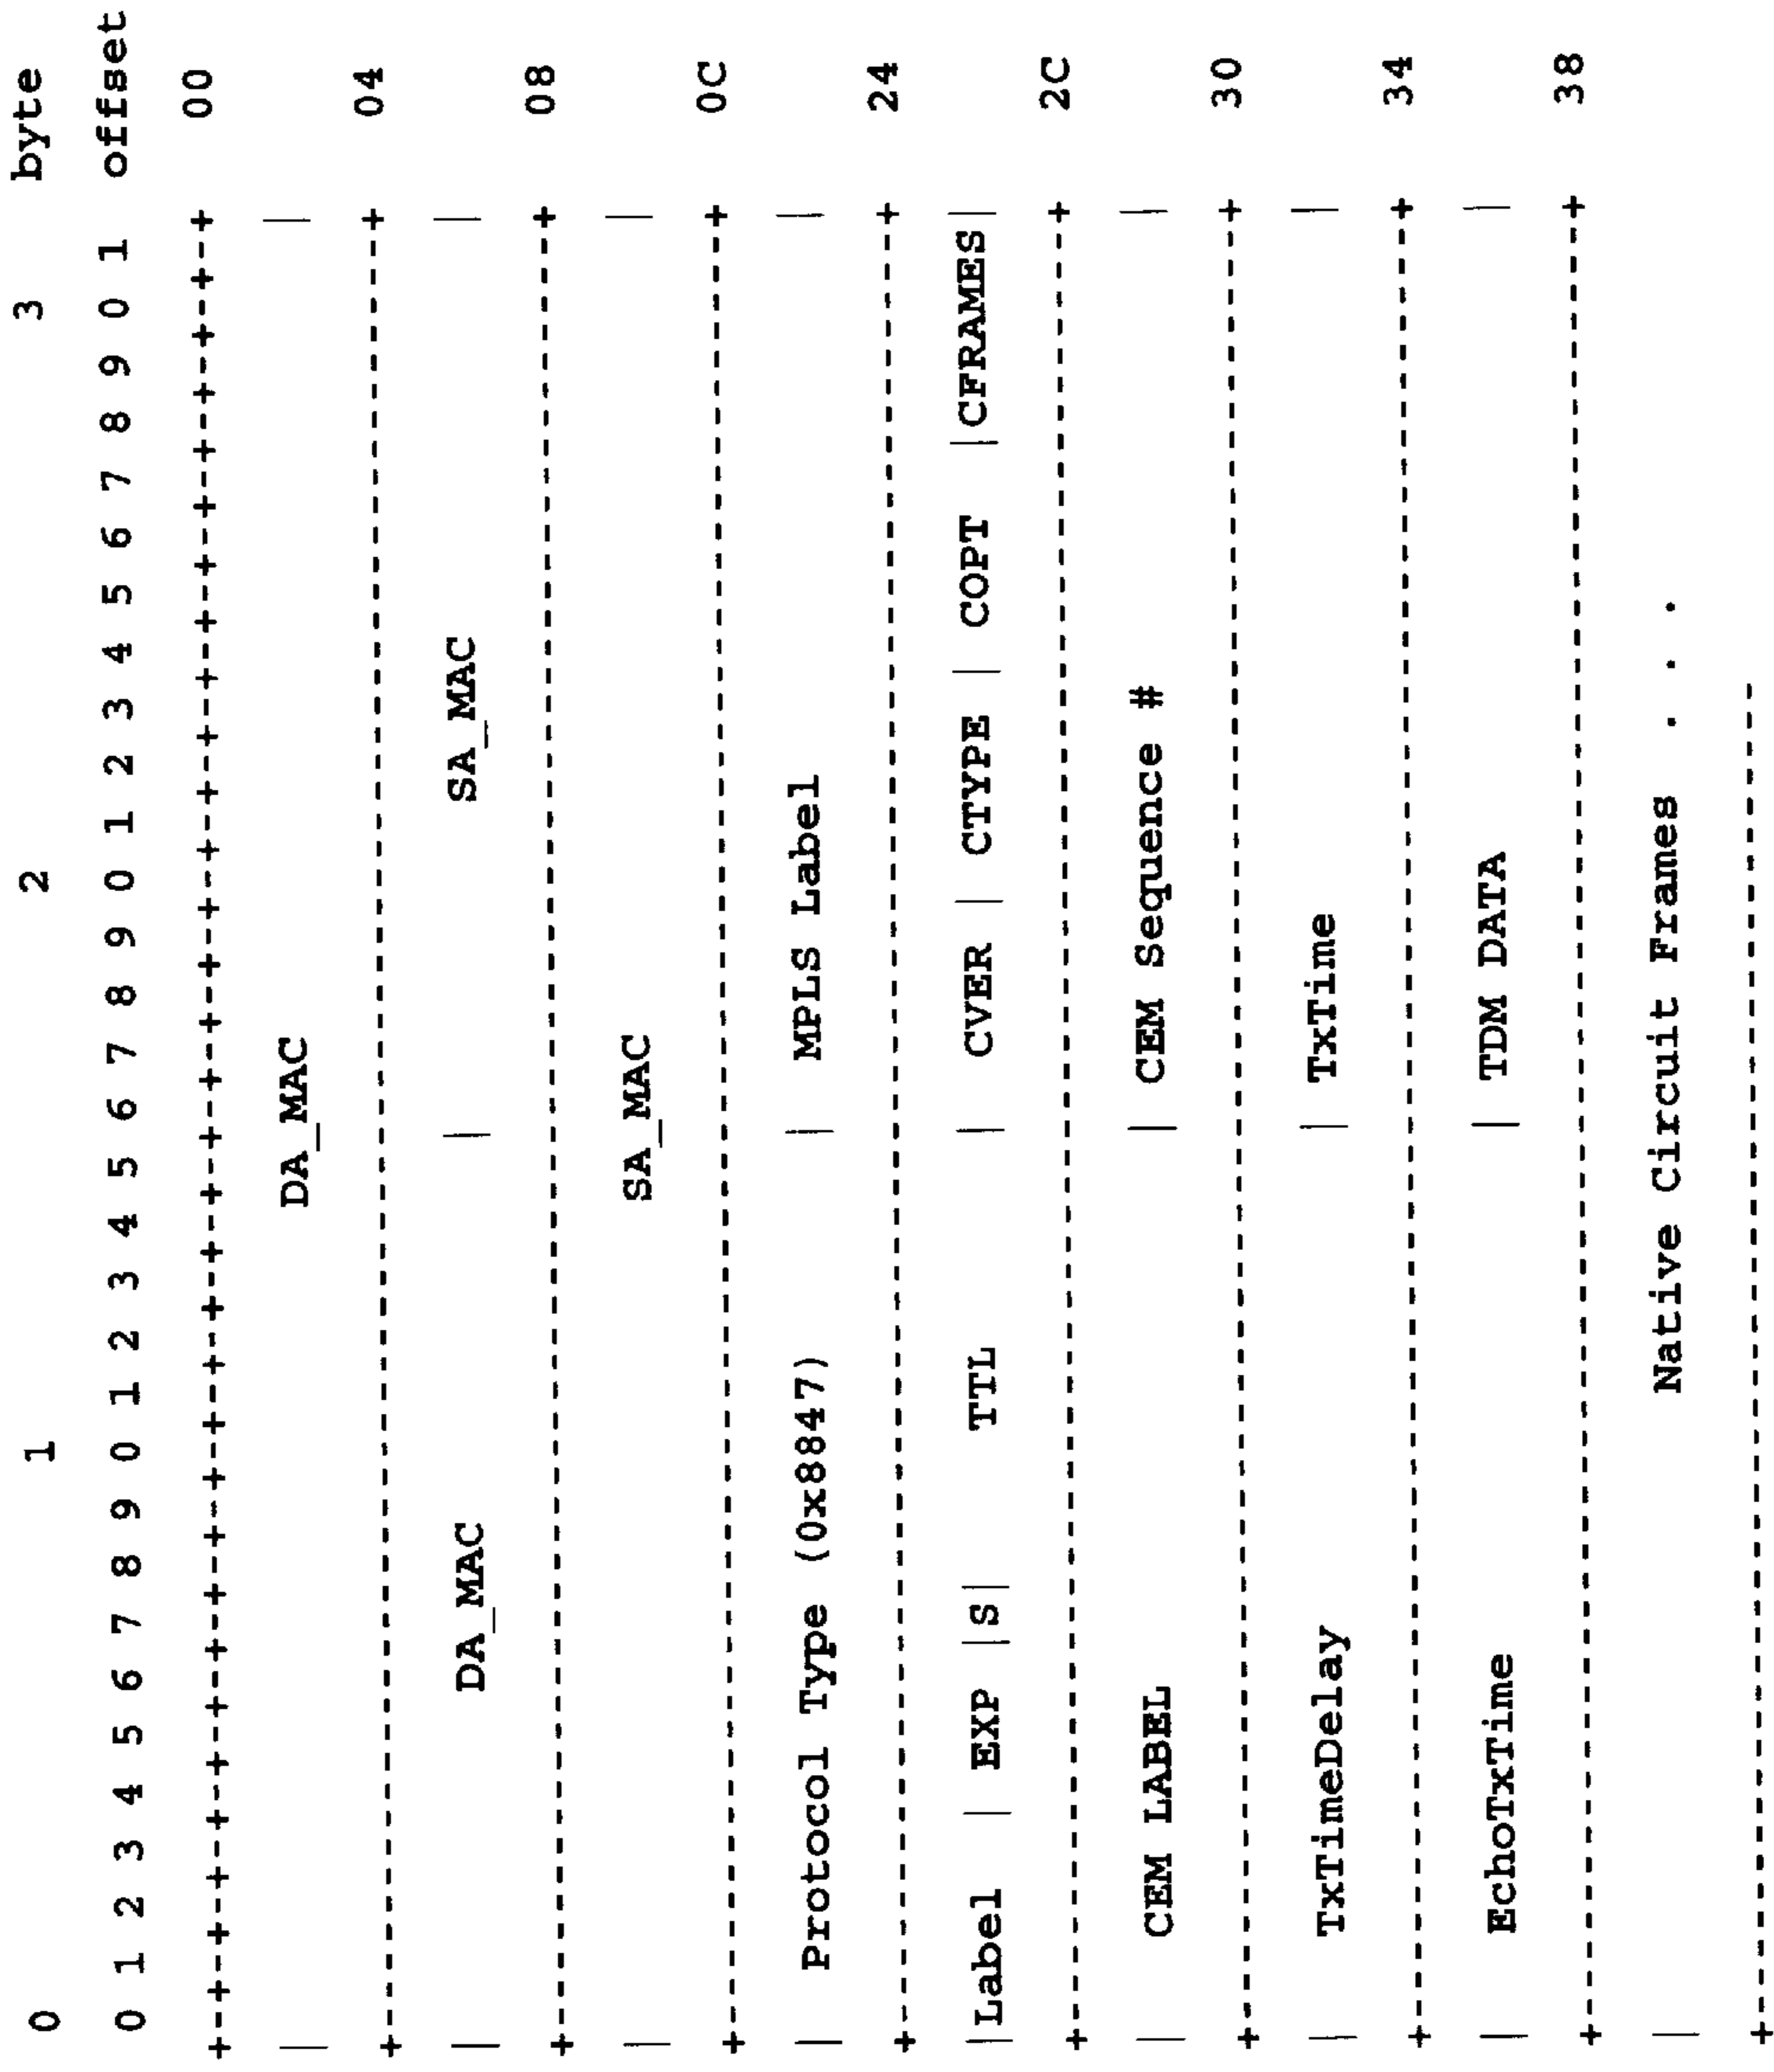 0                   1                   2                   3    byte
0 1 2 3 4 5 6 7 8 9 0 1 2 3 4 5 6 7 8 9 0 1 2 3 4 5 6 7 8 9 0 1  offset
+-+-+-+-+-+-+-+-+-+-+-+-+-+-+-+-+-+-+-+-+-+-+-+-+-+-+-+-+-+-+-+-+ 00
| DA_MAC |
+---------------------------------------------------------------+ 04
| DA_MAC | SA_MAC |
+---------------------------------------------------------------+ 08
| SA_MAC |
+---------------------------------------------------------------+ 0C
| Protocol Type (0x8847) | MPLS Label |
+---------------------------------------------------------------+ 24
|Label | EXP |S| TTL | CVER | CTYPE | COPT |CFRAMES|
+---------------------------------------------------------------+ 2C
| CEM LABEL | CEM Sequence # |
+---------------------------------------------------------------+ 30
| TxTimeDelay | TxTime |
+---------------------------------------------------------------+ 34
| EchoTxTime | TDM DATA |
+---------------------------------------------------------------+ 38
| Native Circuit Frames . . .
+-----------------------------------------------